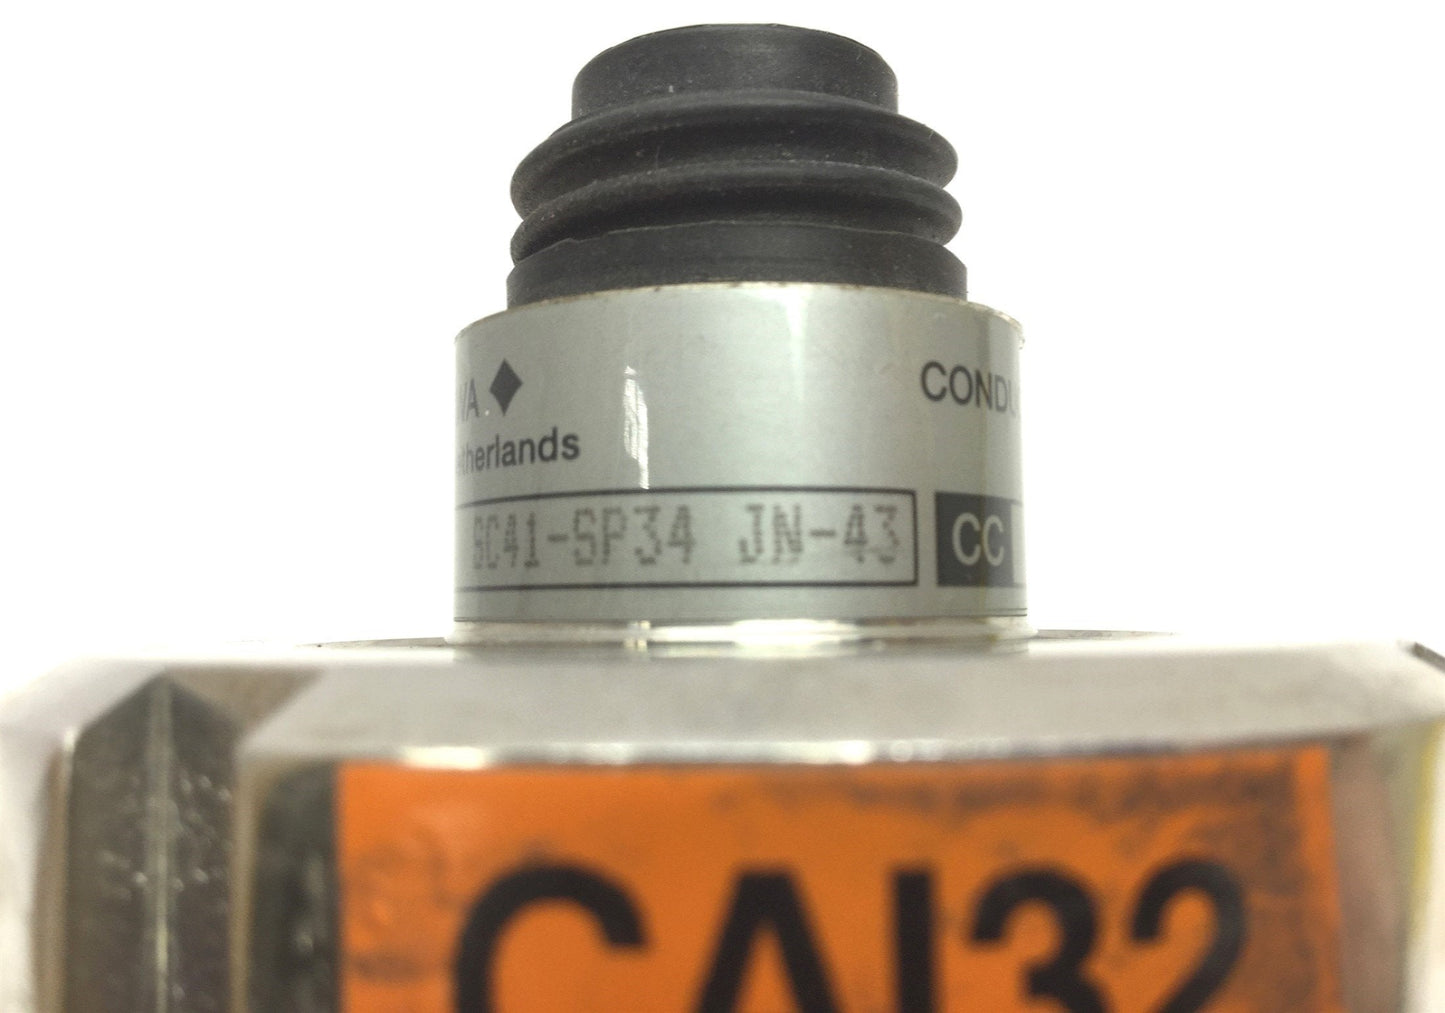 VA ◆
etherlands
CONDU
SC41-SP34 JN-43
CC
CAI32